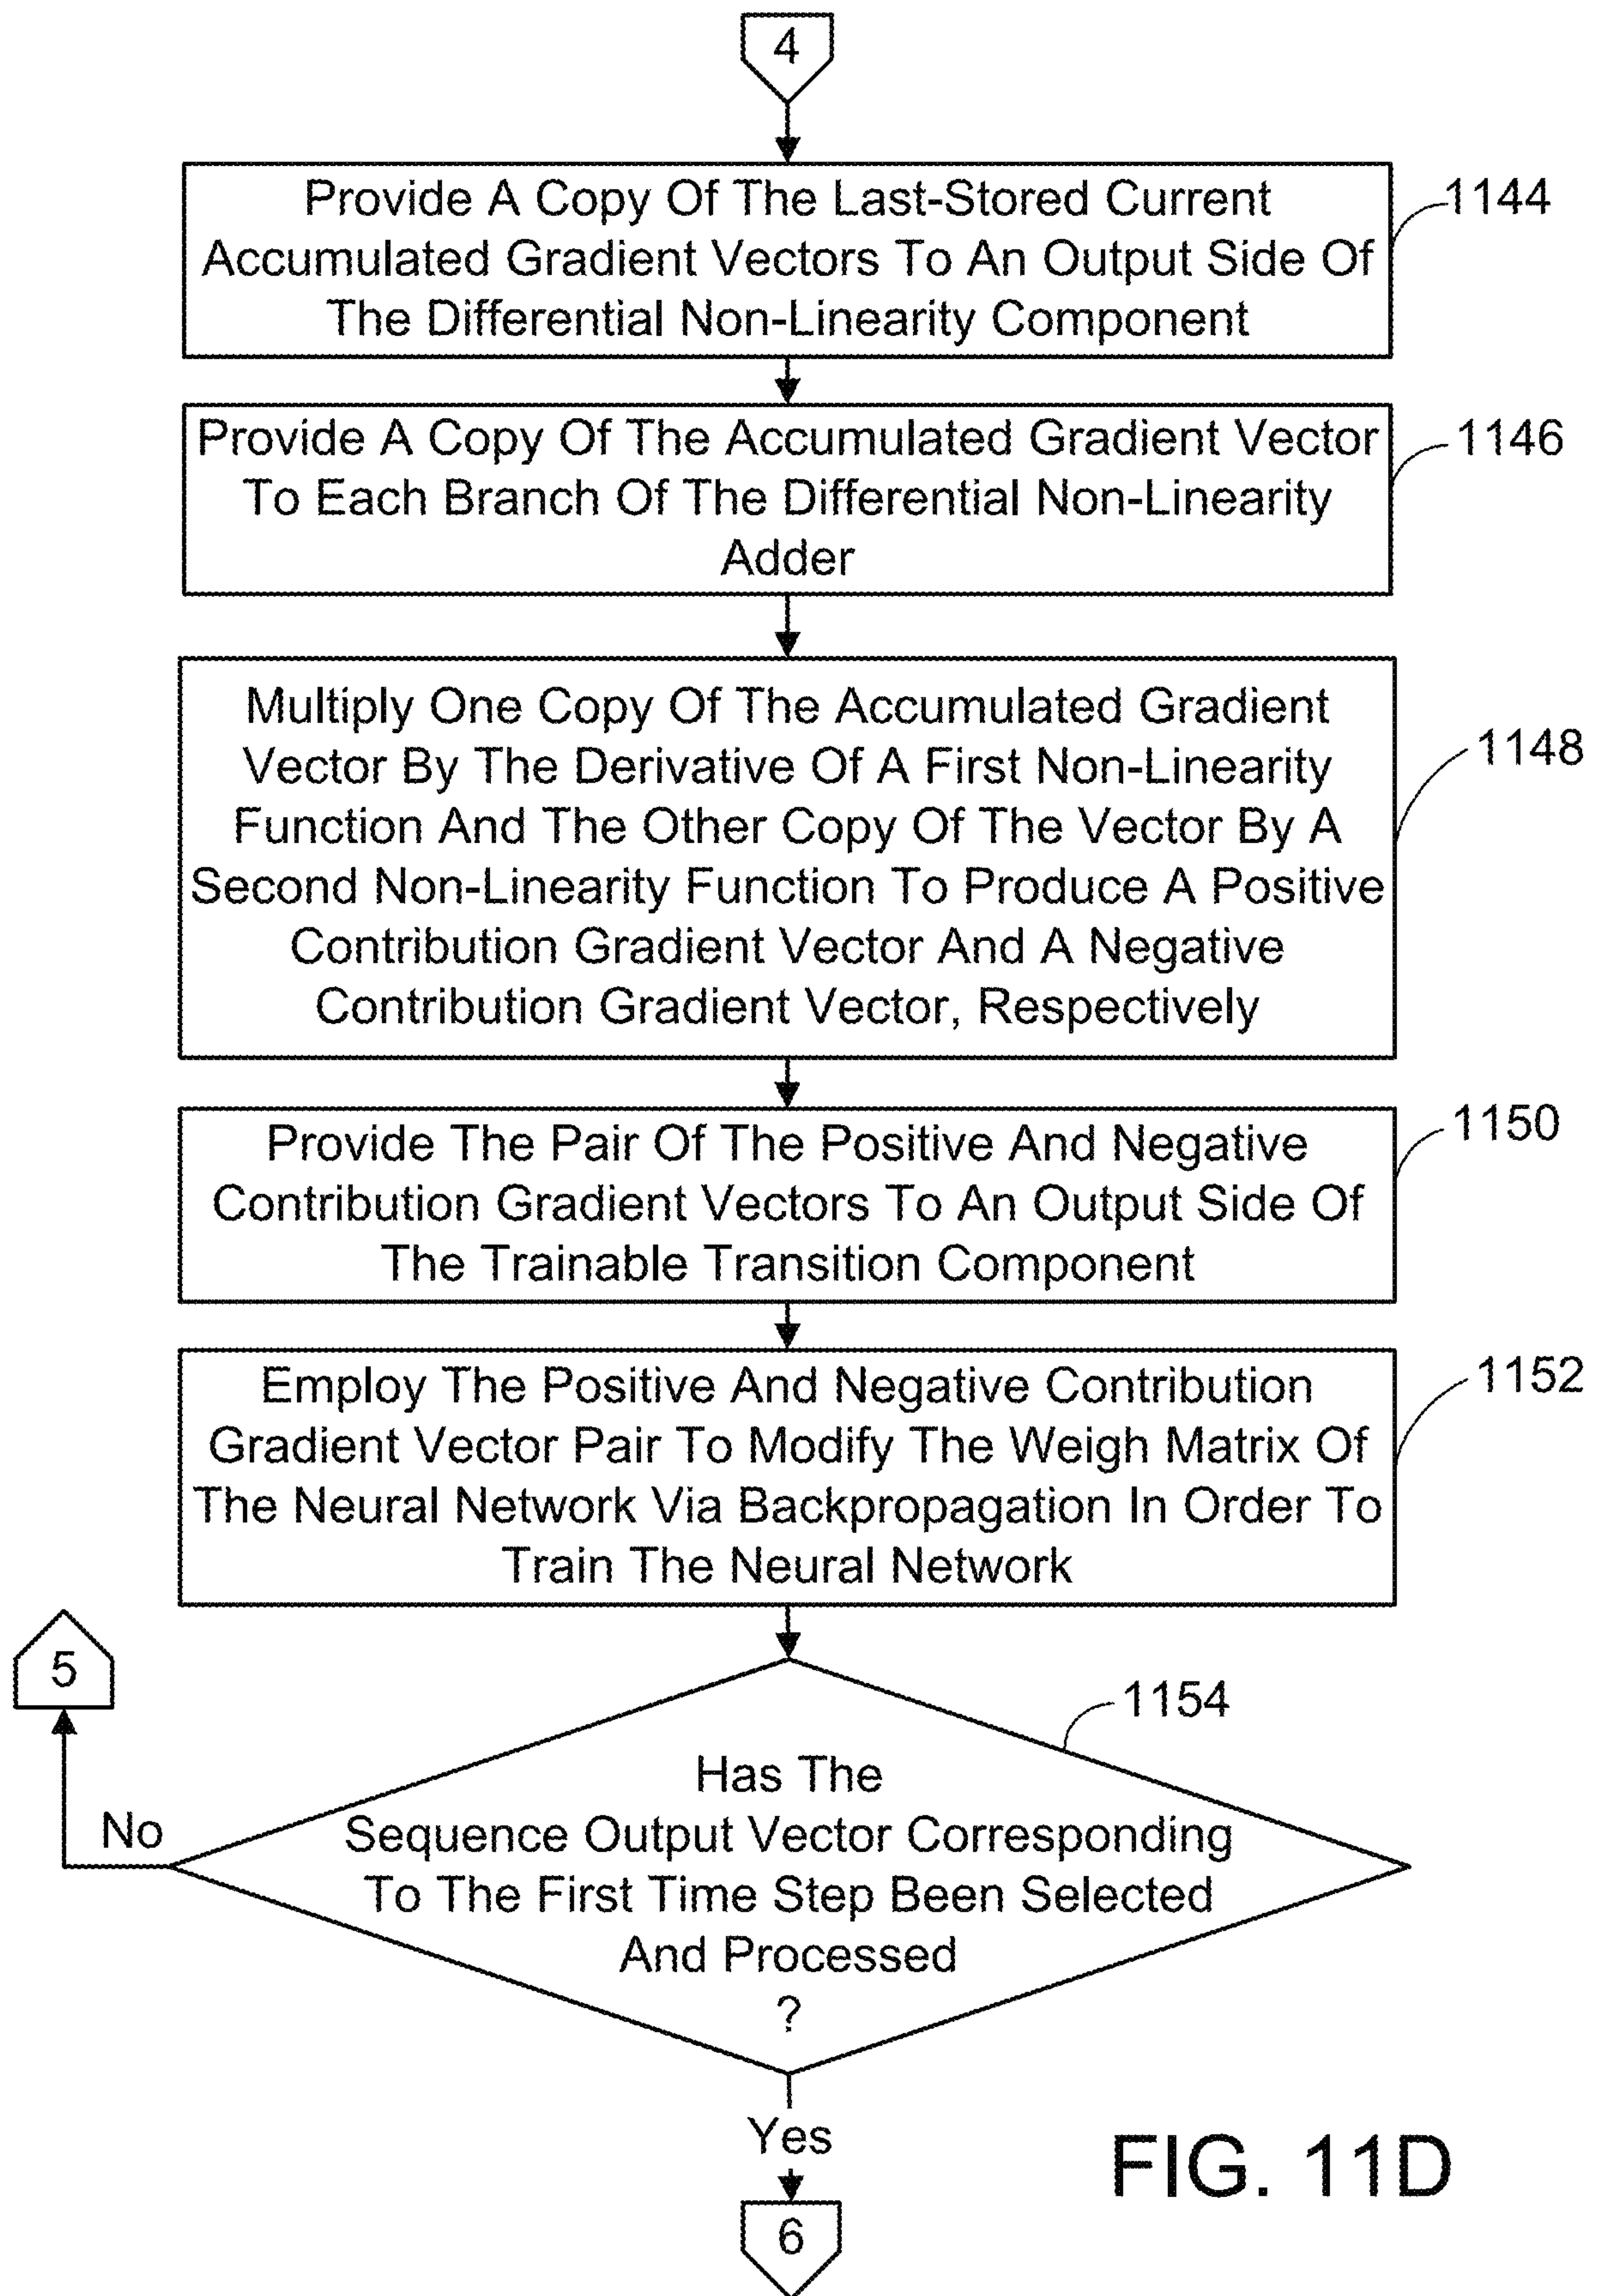 4
Provide A Copy Of The Last-Stored Current
Accumulated Gradient Vectors To An Output Side Of
The Differential Non-Linearity Component
1144
Provide A Copy Of The Accumulated Gradient Vector
To Each Branch Of The Differential Non-Linearity
Adder
1146
Multiply One Copy Of The Accumulated Gradient
Vector By The Derivative Of A First Non-Linearity
Function And The Other Copy Of The Vector By A
Second Non-Linearity Function To Produce A Positive
Contribution Gradient Vector And A Negative
Contribution Gradient Vector, Respectively
1148
Provide The Pair Of The Positive And Negative
Contribution Gradient Vectors To An Output Side Of
The Trainable Transition Component
1150
Employ The Positive And Negative Contribution
Gradient Vector Pair To Modify The Weigh Matrix Of
The Neural Network Via Backpropagation In Order To
Train The Neural Network
1152
5
1154
Has The
Sequence Output Vector Corresponding
To The First Time Step Been Selected
And Processed
?
No
Yes
6
FIG. 11D